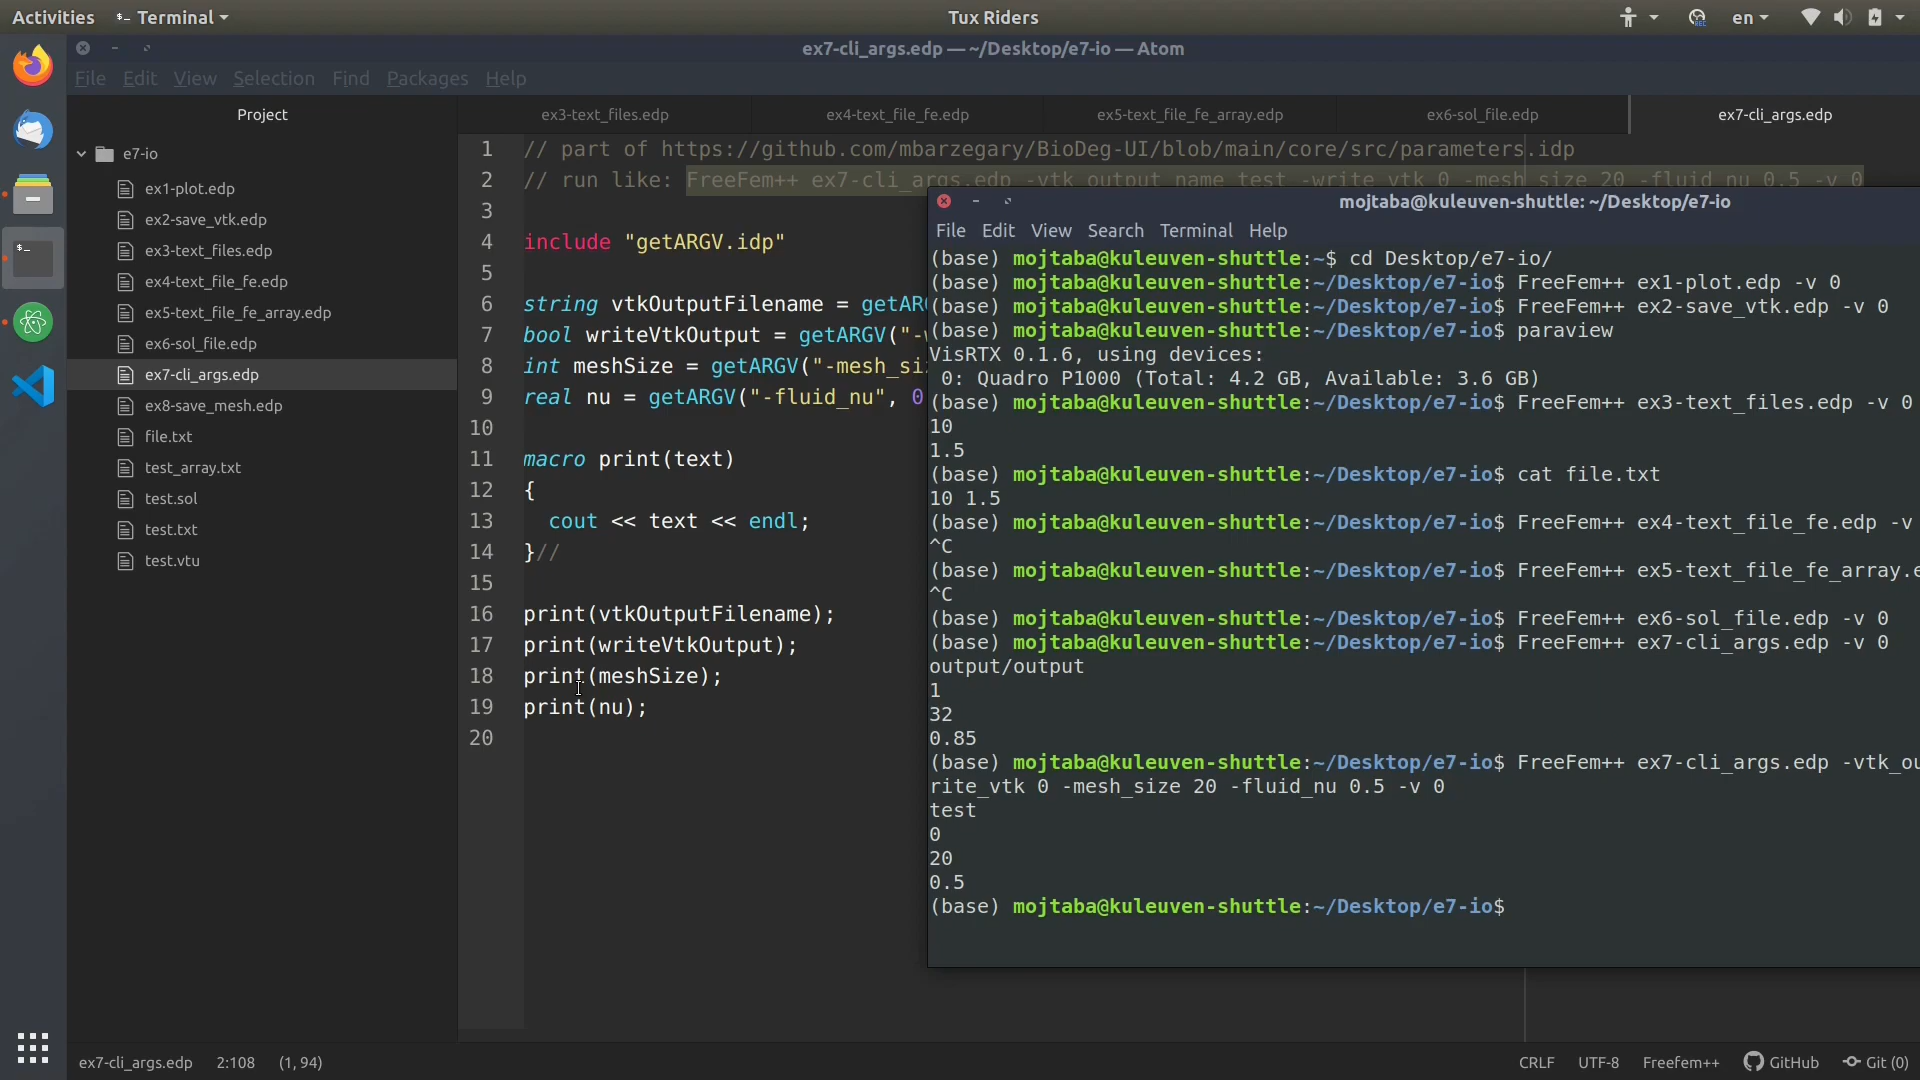 Activities Terminal Tux Riders en
ex7-cli_args.edp — ~/Desktop/e7-io — Atom
File Edit View Selection Find Packages Help
Project
e7-io
ex1-plot.edp
ex2-save_vtk.edp
ex3-text_files.edp
ex4-text_file_fe.edp
ex5-text_file_fe_array.edp
ex6-sol_file.edp
ex7-cli_args.edp
ex8-save_mesh.edp
file.txt
test_array.txt
test.sol
test.txt
test.vtu
ex3-text_files.edp ex4-text_file_fe.edp ex5-text_file_fe_array.edp ex6-sol_file.edp ex7-cli_args.edp
1 // part of https://github.com/mbarzegary/BioDeg-UI/blob/main/core/src/parameters.idp
2 // run like: FreeFem++ ex7-cli_args.edp -vtk_output_name test -write_vtk 0 -mesh_size 20 -fluid_nu 0.5 -v 0
3
4 include "getARGV.idp"
5
6 string vtkOutputFilename = getAR
7 bool writeVtkOutput = getARGV("-
8 int meshSize = getARGV("-mesh_si
9 real nu = getARGV("-fluid_nu", 0
10
11 macro print(text)
12 {
13 cout << text << endl;
14 }//
15
16 print(vtkOutputFilename);
17 print(writeVtkOutput);
18 print(meshSize);
19 print(nu);
20
mojtaba@kuleuven-shuttle: ~/Desktop/e7-io
File Edit View Search Terminal Help
(base) mojtaba@kuleuven-shuttle:~$ cd Desktop/e7-io/
(base) mojtaba@kuleuven-shuttle:~/Desktop/e7-io$ FreeFem++ ex1-plot.edp -v 0
(base) mojtaba@kuleuven-shuttle:~/Desktop/e7-io$ FreeFem++ ex2-save_vtk.edp -v 0
(base) mojtaba@kuleuven-shuttle:~/Desktop/e7-io$ paraview
VisRTX 0.1.6, using devices:
0: Quadro P1000 (Total: 4.2 GB, Available: 3.6 GB)
(base) mojtaba@kuleuven-shuttle:~/Desktop/e7-io$ FreeFem++ ex3-text_files.edp -v 0
10
1.5
(base) mojtaba@kuleuven-shuttle:~/Desktop/e7-io$ cat file.txt
10 1.5
(base) mojtaba@kuleuven-shuttle:~/Desktop/e7-io$ FreeFem++ ex4-text_file_fe.edp -v
^C
(base) mojtaba@kuleuven-shuttle:~/Desktop/e7-io$ FreeFem++ ex5-text_file_fe_array.e
^C
(base) mojtaba@kuleuven-shuttle:~/Desktop/e7-io$ FreeFem++ ex6-sol_file.edp -v 0
(base) mojtaba@kuleuven-shuttle:~/Desktop/e7-io$ FreeFem++ ex7-cli_args.edp -v 0
output/output
1
32
0.85
(base) mojtaba@kuleuven-shuttle:~/Desktop/e7-io$ FreeFem++ ex7-cli_args.edp -vtk_ou
rite_vtk 0 -mesh_size 20 -fluid_nu 0.5 -v 0
test
0
20
0.5
(base) mojtaba@kuleuven-shuttle:~/Desktop/e7-io$
ex7-cli_args.edp 2:108 (1, 94) CRLF UTF-8 Freefem++ GitHub Git (0)